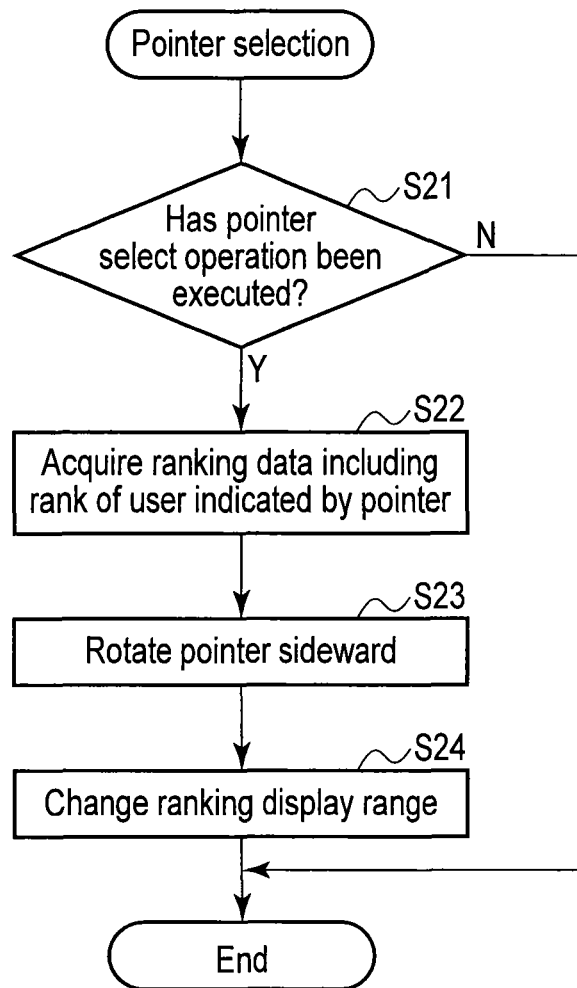 Pointer selection
S21
Has pointer
select operation been
executed?
N
Y
S22
Acquire ranking data including
rank of user indicated by pointer
S23
Rotate pointer sideward
S24
Change ranking display range
End